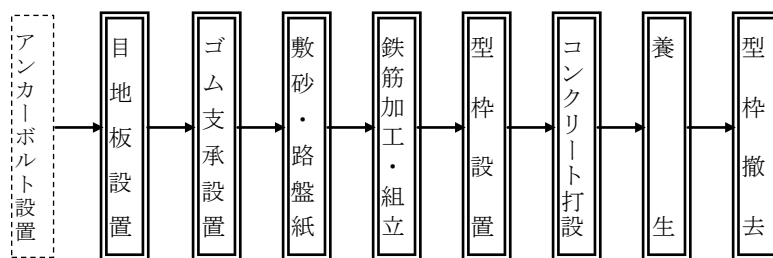 アンカーボルト設置
目地板設置
ゴム支承設置
敷砂・路盤紙
鉄筋加工・組立
型枠設置
コンクリート打設
養生
型枠撤去